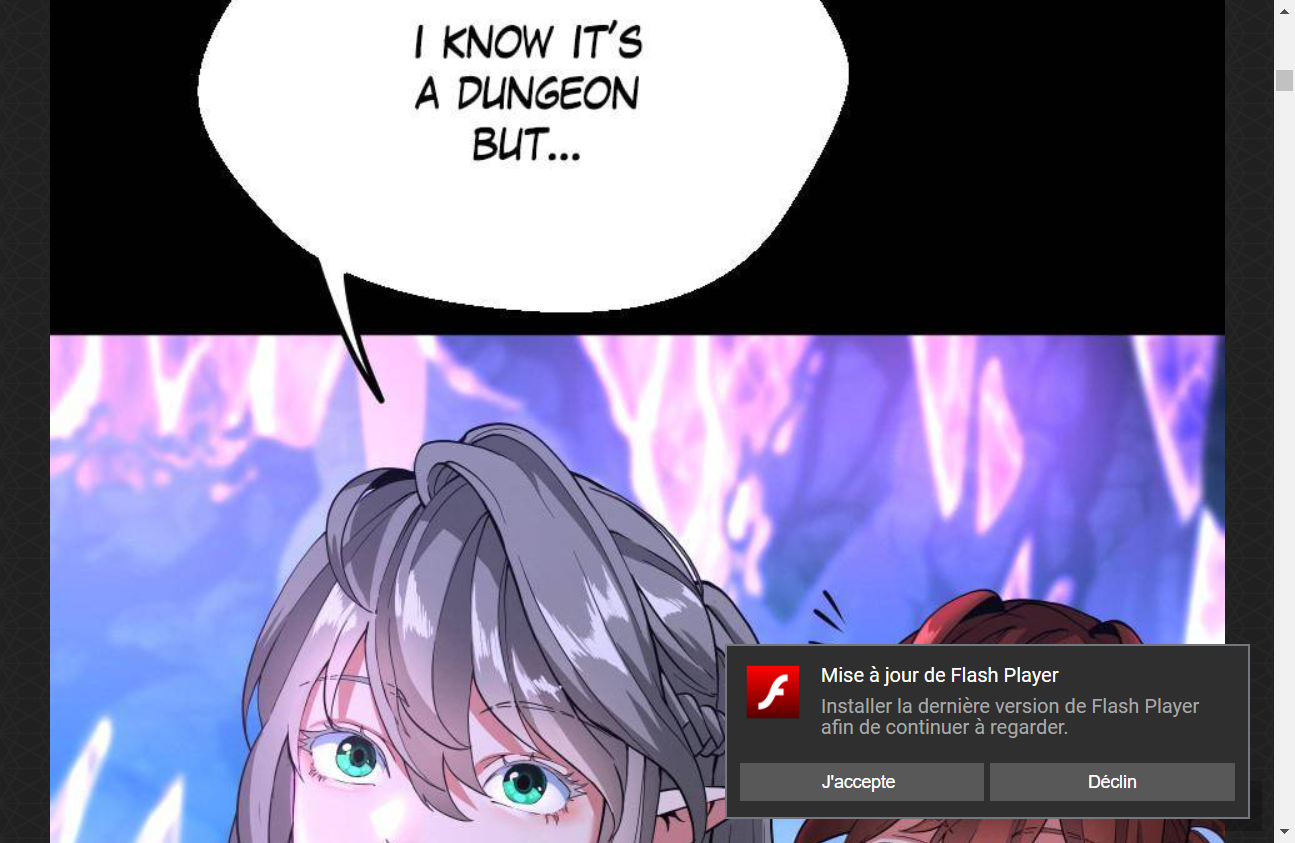 I KNOW IT'S
A DUNGEON
BUT...
Mise à jour de Flash Player
Installer la dernière version de Flash Player
afin de continuer à regarder.
J'accepte
Déclin